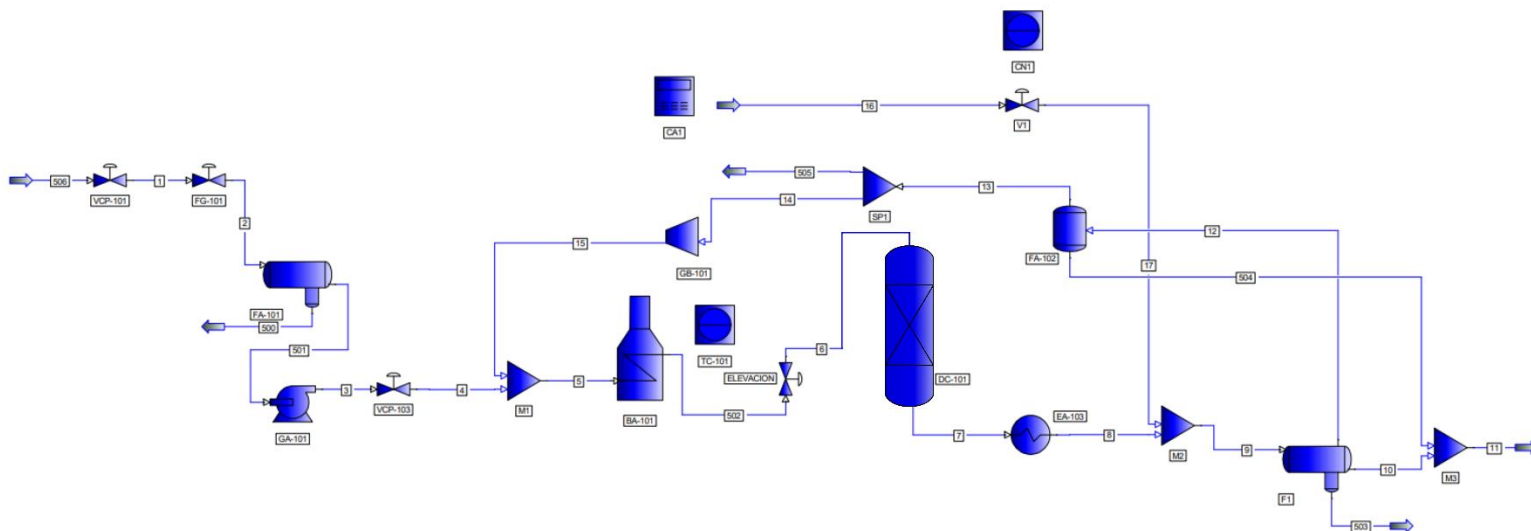 CN1
CA1
16
V1
506
VCP-101
1
FG-101
505
13
SP1
14
2
12
FA-102
15
GB-101
6
17
504
FA-101
500
BA-101
TC-101
501
M1
ELEVACION
DC-101
3
4
5
VCP-103
GA-101
502
EA-103
7
8
M2
9
10
M3
11
F1
503